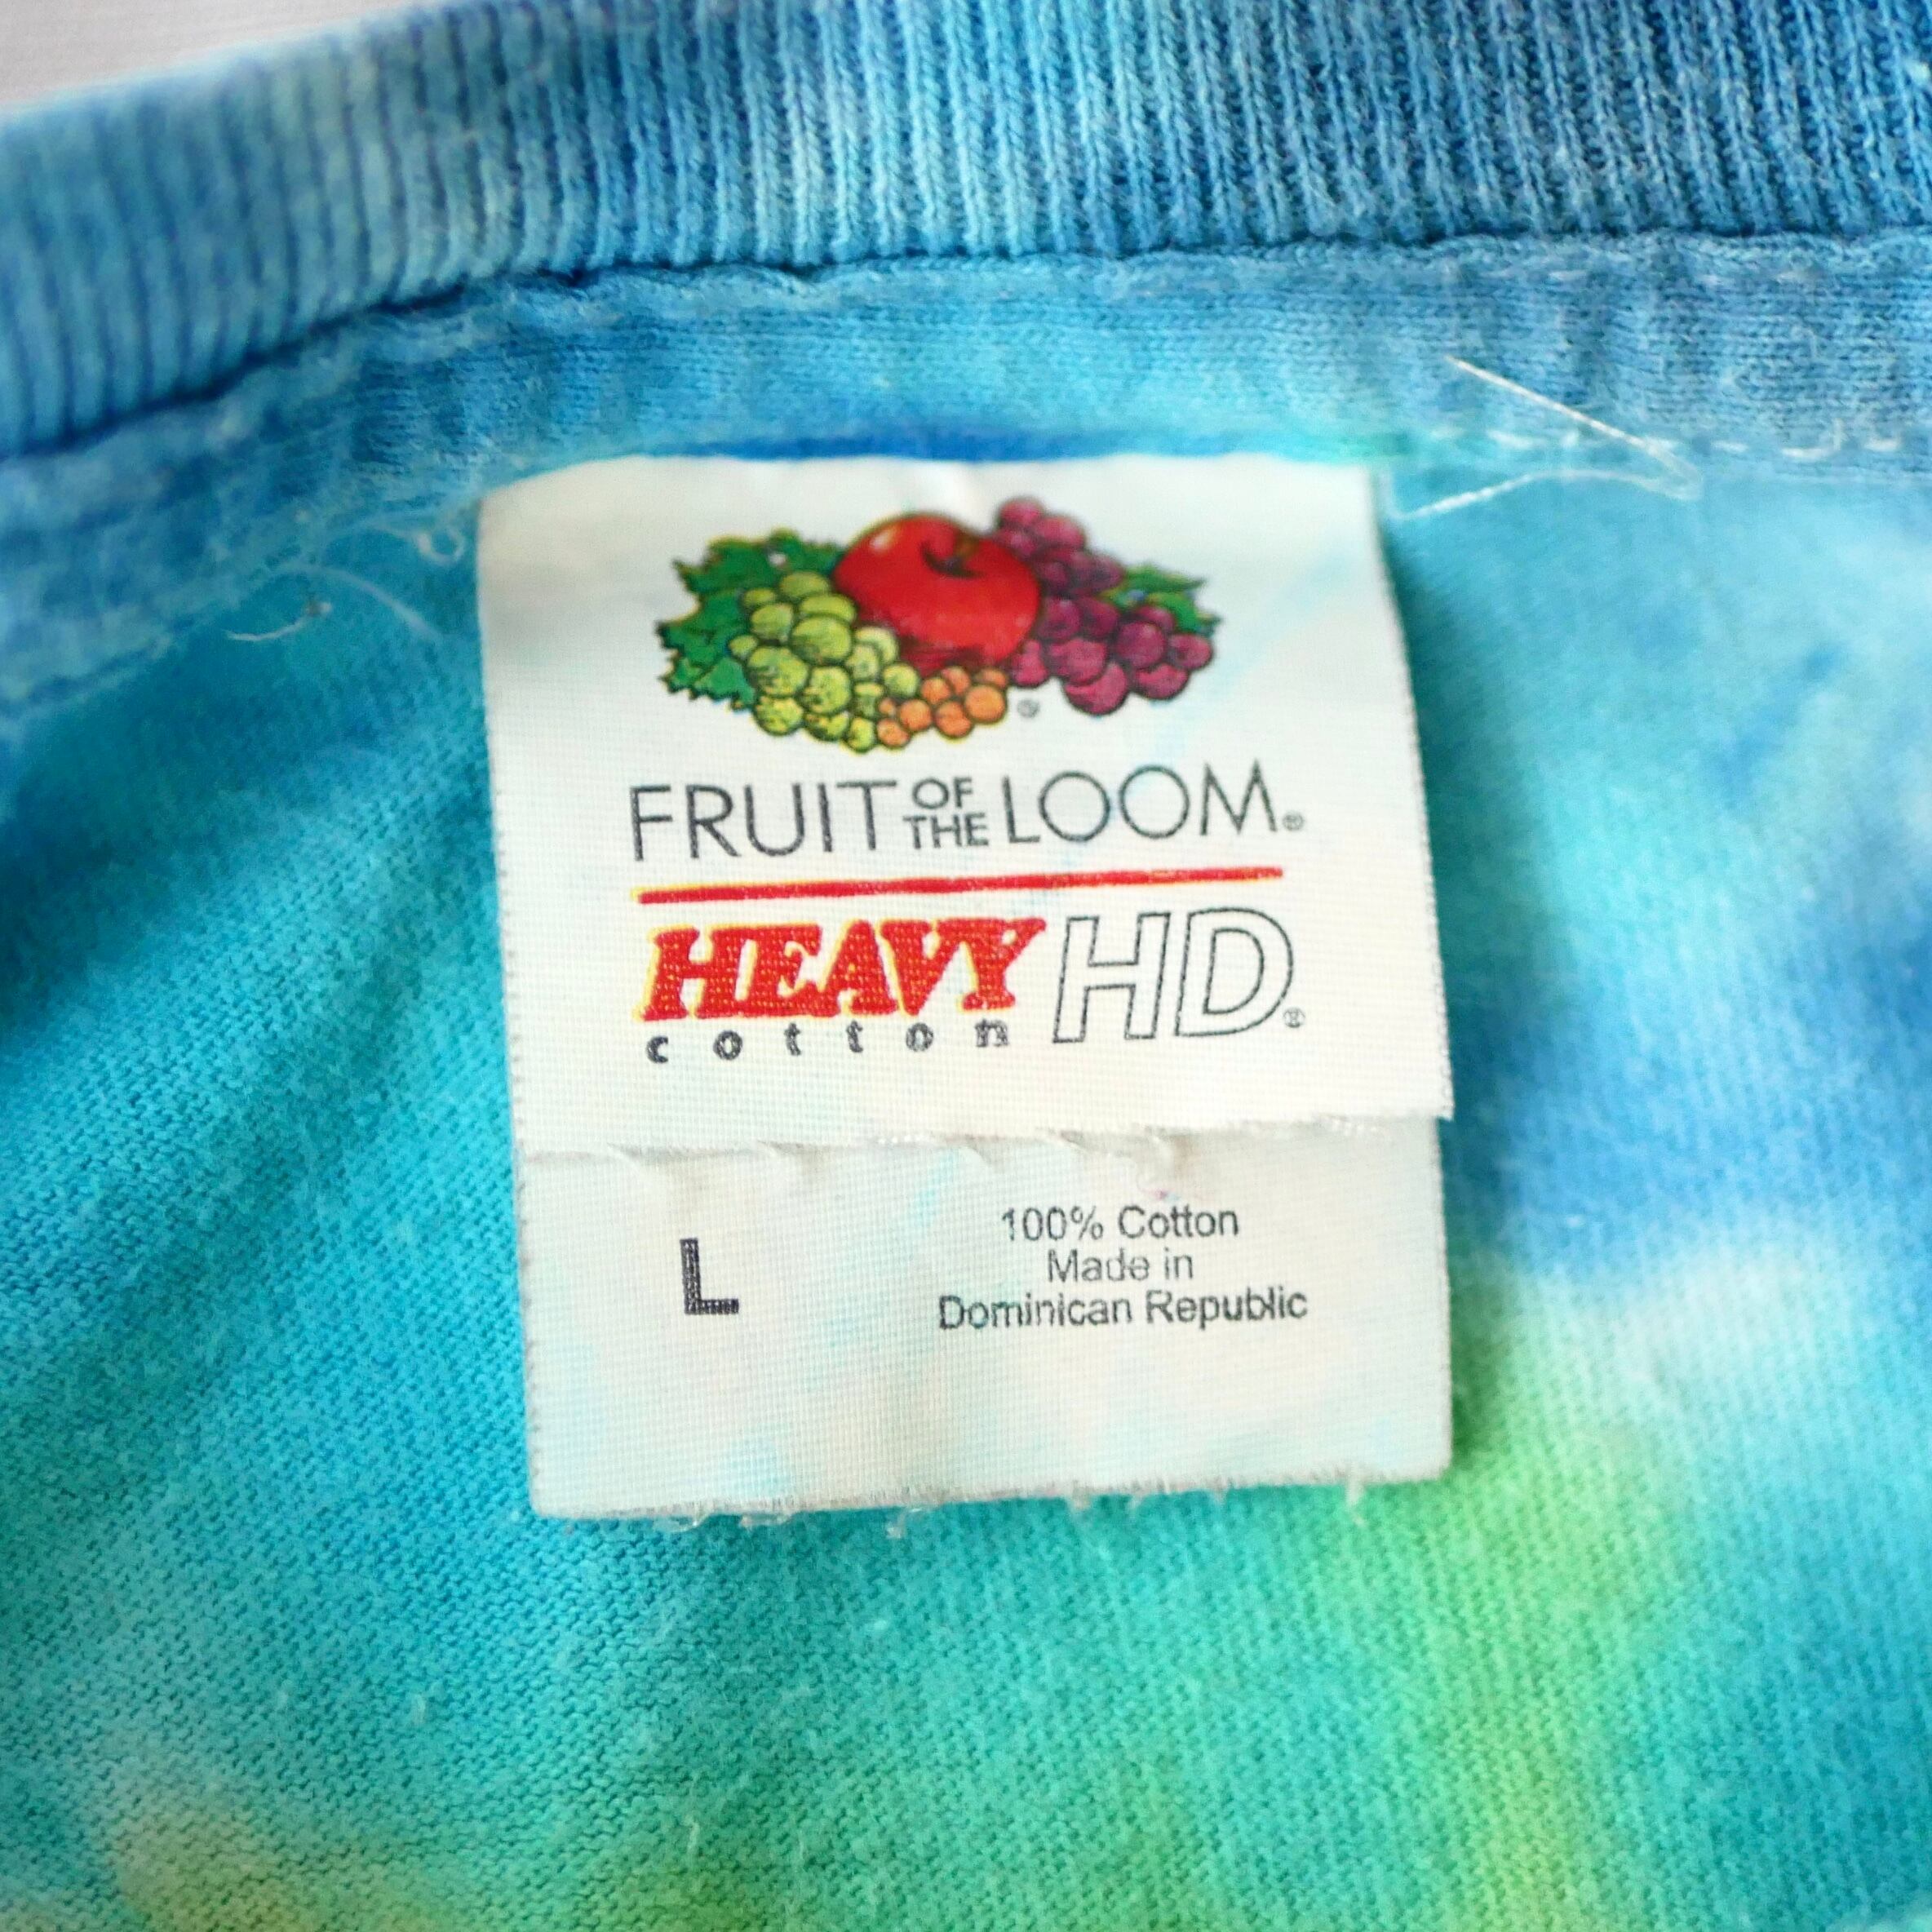 FRUIT OF THE LOOM®
HEAVY HD®
cotton
L
100% Cotton
Made in
Dominican Republic